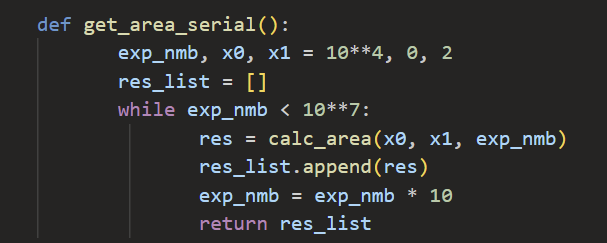 def get_area_serial():
        exp_nmb, x0, x1 = 10**4, 0, 2
        res_list = []
        while exp_nmb < 10**7:
                res = calc_area(x0, x1, exp_nmb)
                res_list.append(res)
                exp_nmb = exp_nmb * 10
                return res_list